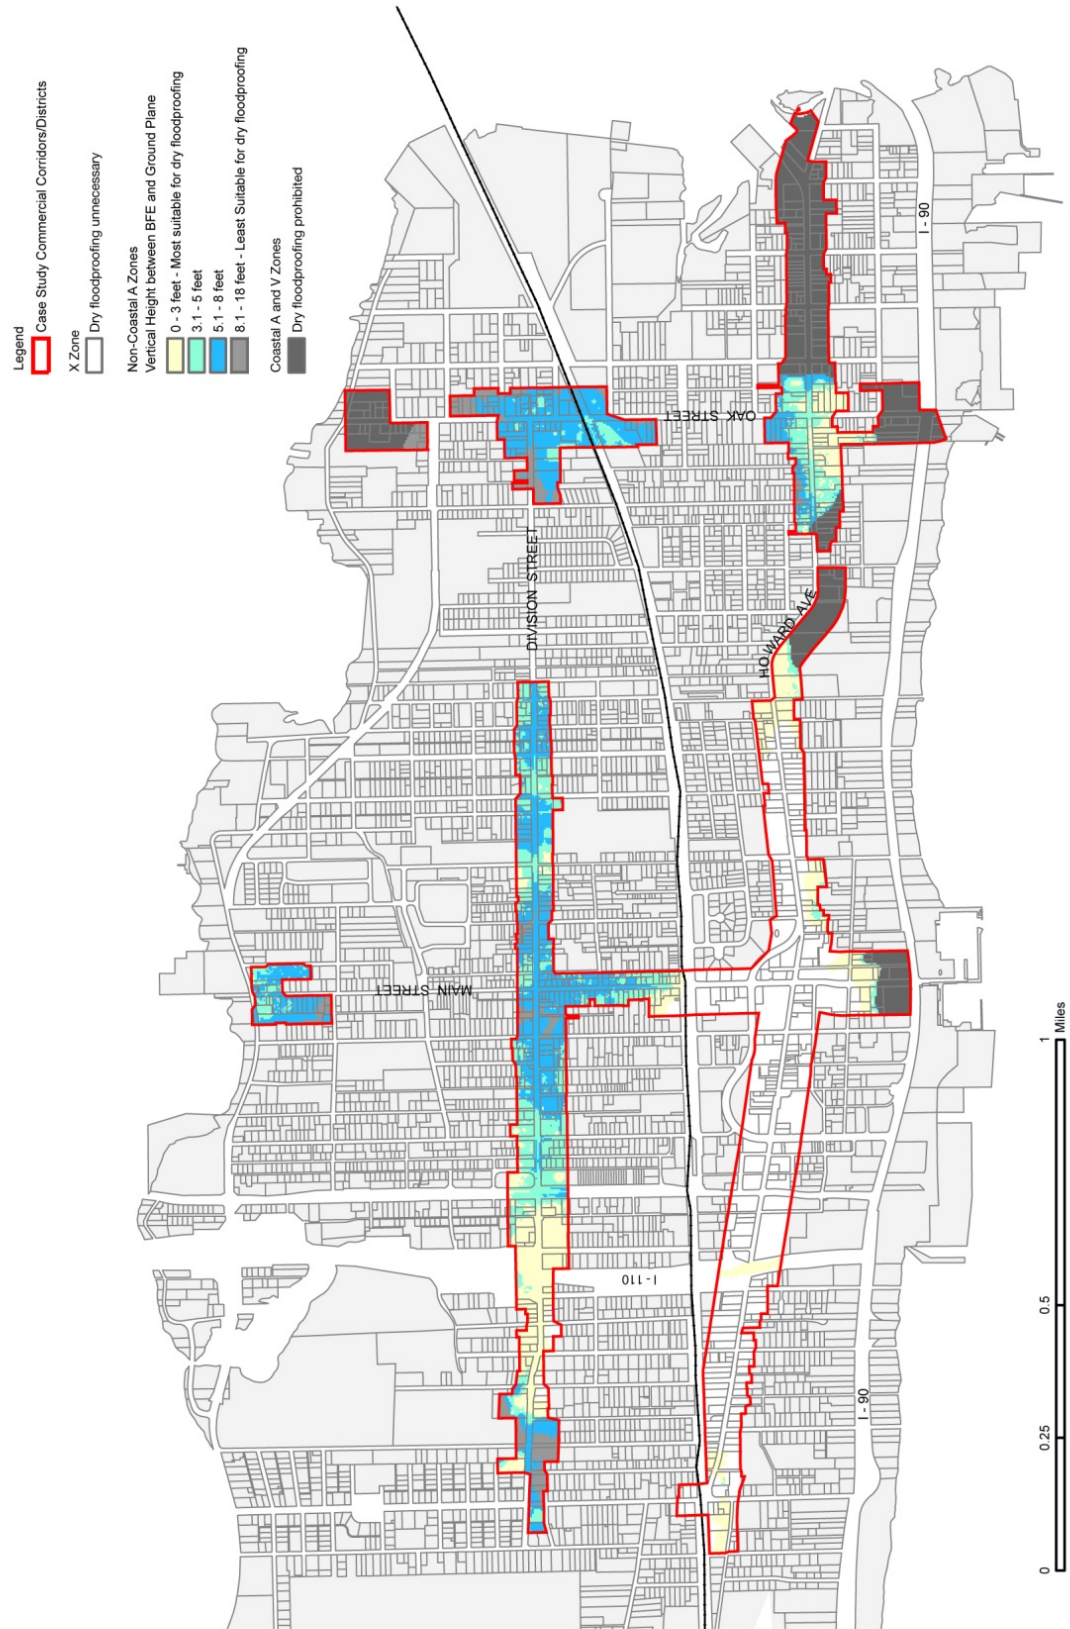 Legend
Case Study Commercial Corridors/Districts
X Zone
Dry floodproofing unnecessary
Non-Coastal A Zones
Vertical Height between BFE and Ground Plane
0 - 3 feet - Most suitable for dry floodproofing
3.1 - 5 feet
5.1 - 8 feet
8.1 - 18 feet - Least Suitable for dry floodproofing
Coastal A and V Zones
Dry floodproofing prohibited
I - 90
OAK STREET
DIVISION STREET
HOWARD AVE
MAIN STREET
I - 110
I - 90
0
0.25
0.5
1
Miles